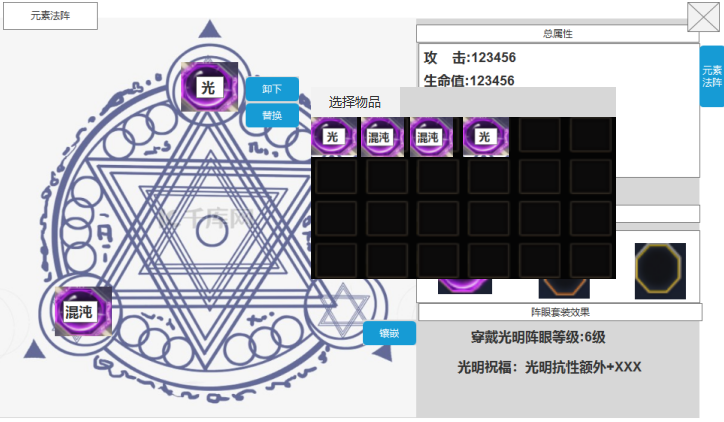 元素法阵
总属性
攻 击:123456
生命值:123456
元素
法阵
光
卸下
替换
选择物品
光
混沌
混沌
光
千库网
混沌
镶嵌
阵眼套装效果
穿戴光明阵眼等级:6级
光明祝福：光明抗性额外+XXX